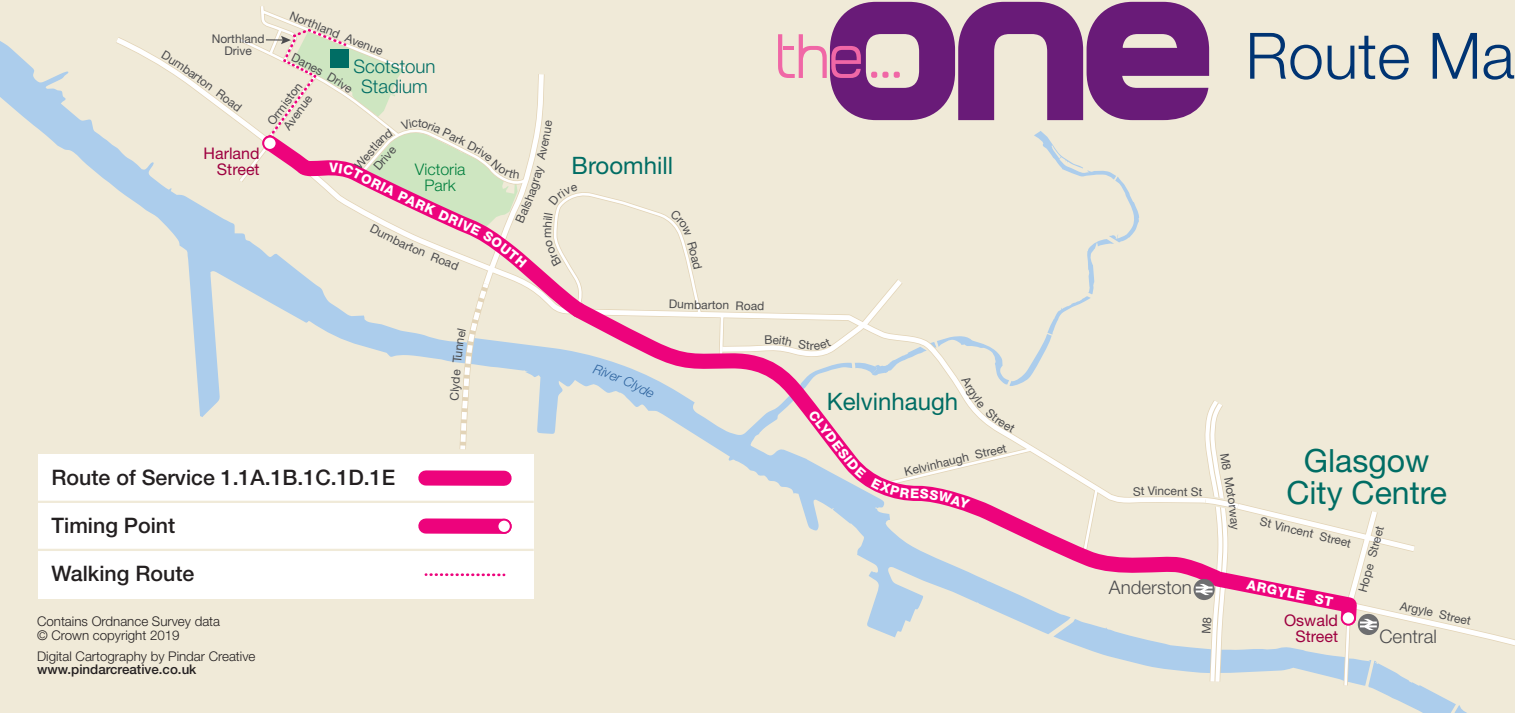 the... one Route Ma
Northland Avenue
Northland
Drive
Danes Drive
Scotstoun
Stadium
Dumbarton Road
Ormiston
Avenue
Harland
Street
Westland
Drive
Victoria Park Drive North
Victoria
Park
VICTORIA PARK DRIVE SOUTH
Balshagray Avenue
Broomhill
Broomhill Drive
Crow Road
Dumbarton Road
Dumbarton Road
Beith Street
Clyde Tunnel
River Clyde
Kelvinhaugh
Argyle Street
CLYDESIDE EXPRESSWAY
Kelvinhaugh Street
Glasgow
City Centre
M8 Motorway
St Vincent St
St Vincent Street
Hope Street
Anderston
ARGYLE ST
Argyle Street
M8
Oswald
Street
Central
Route of Service 1.1A.1B.1C.1D.1E
Timing Point
Walking Route
Contains Ordnance Survey data
© Crown copyright 2019
Digital Cartography by Pindar Creative
www.pindarcreative.co.uk